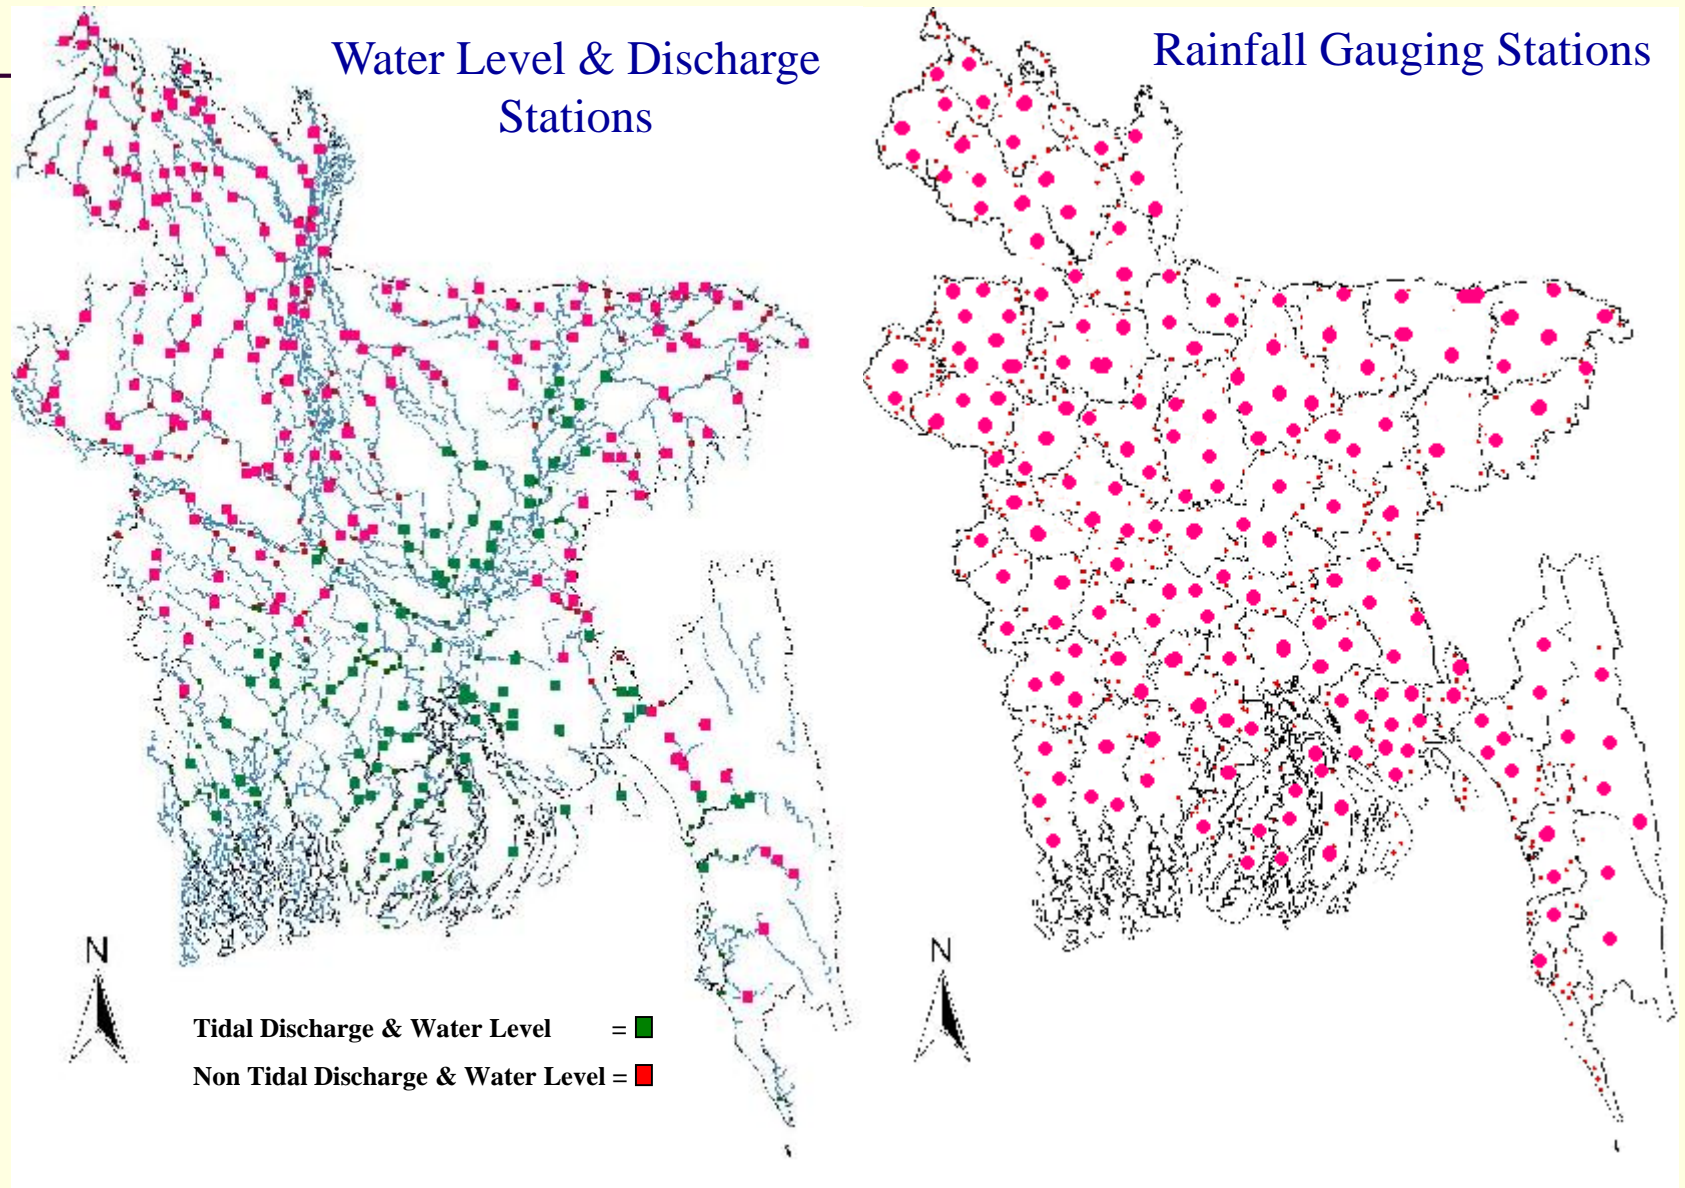 Water Level & Discharge
Stations
Rainfall Gauging Stations
N
N
Tidal Discharge & Water Level =
Non Tidal Discharge & Water Level =